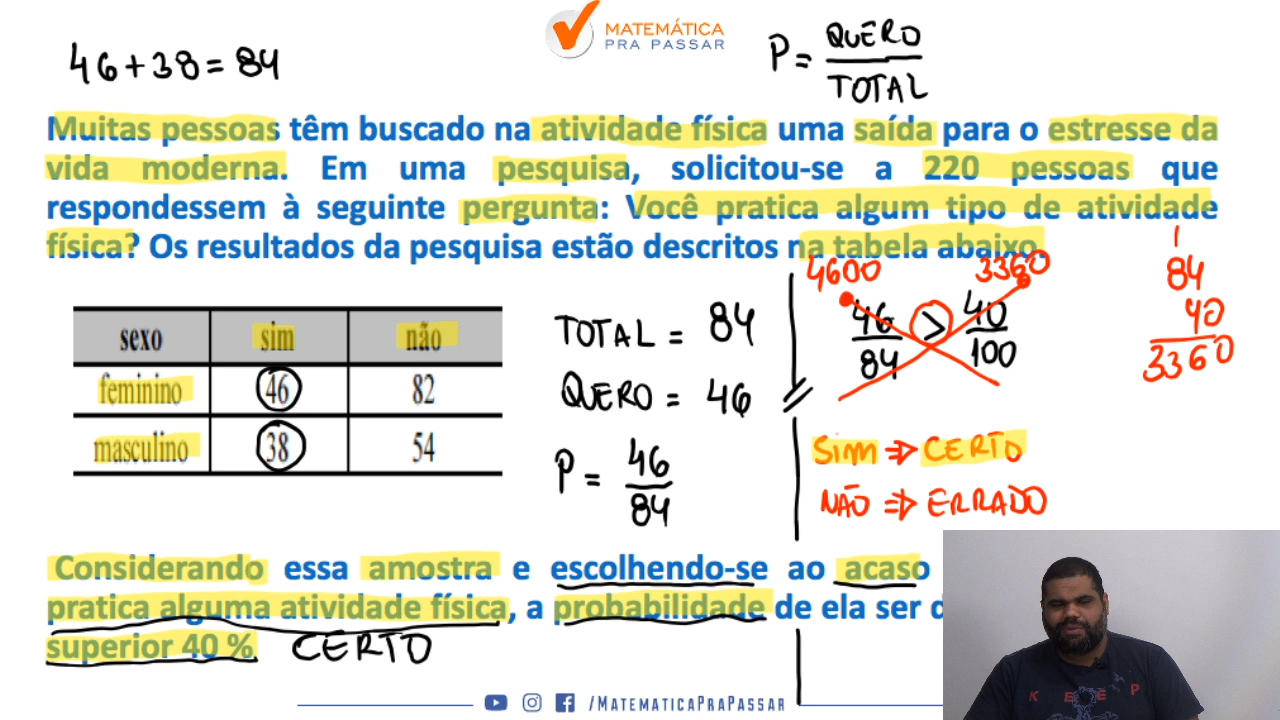 46+38=84
MATEMÁTICA
PRA PASSAR
P = QUERO
TOTAL
Muitas pessoas têm buscado na atividade física uma saída para o estresse da
vida moderna. Em uma pesquisa, solicitou-se a 220 pessoas que
respondessem à seguinte pergunta: Você pratica algum tipo de atividade
física? Os resultados da pesquisa estão descritos na tabela abaixo.
sexo sim não
feminino 46 82
masculino 38 54
TOTAL = 84
QUERO = 46
P = 46
84
4600 3360
46 > 40
84 100
1
84
40
3360
SIM => CERTO
NÃO => ERRADO
Considerando essa amostra e escolhendo-se ao acaso
pratica alguma atividade física, a probabilidade de ela ser
superior 40 %. CERTO
KEEP
/MATEMATICAPRAPASSAR